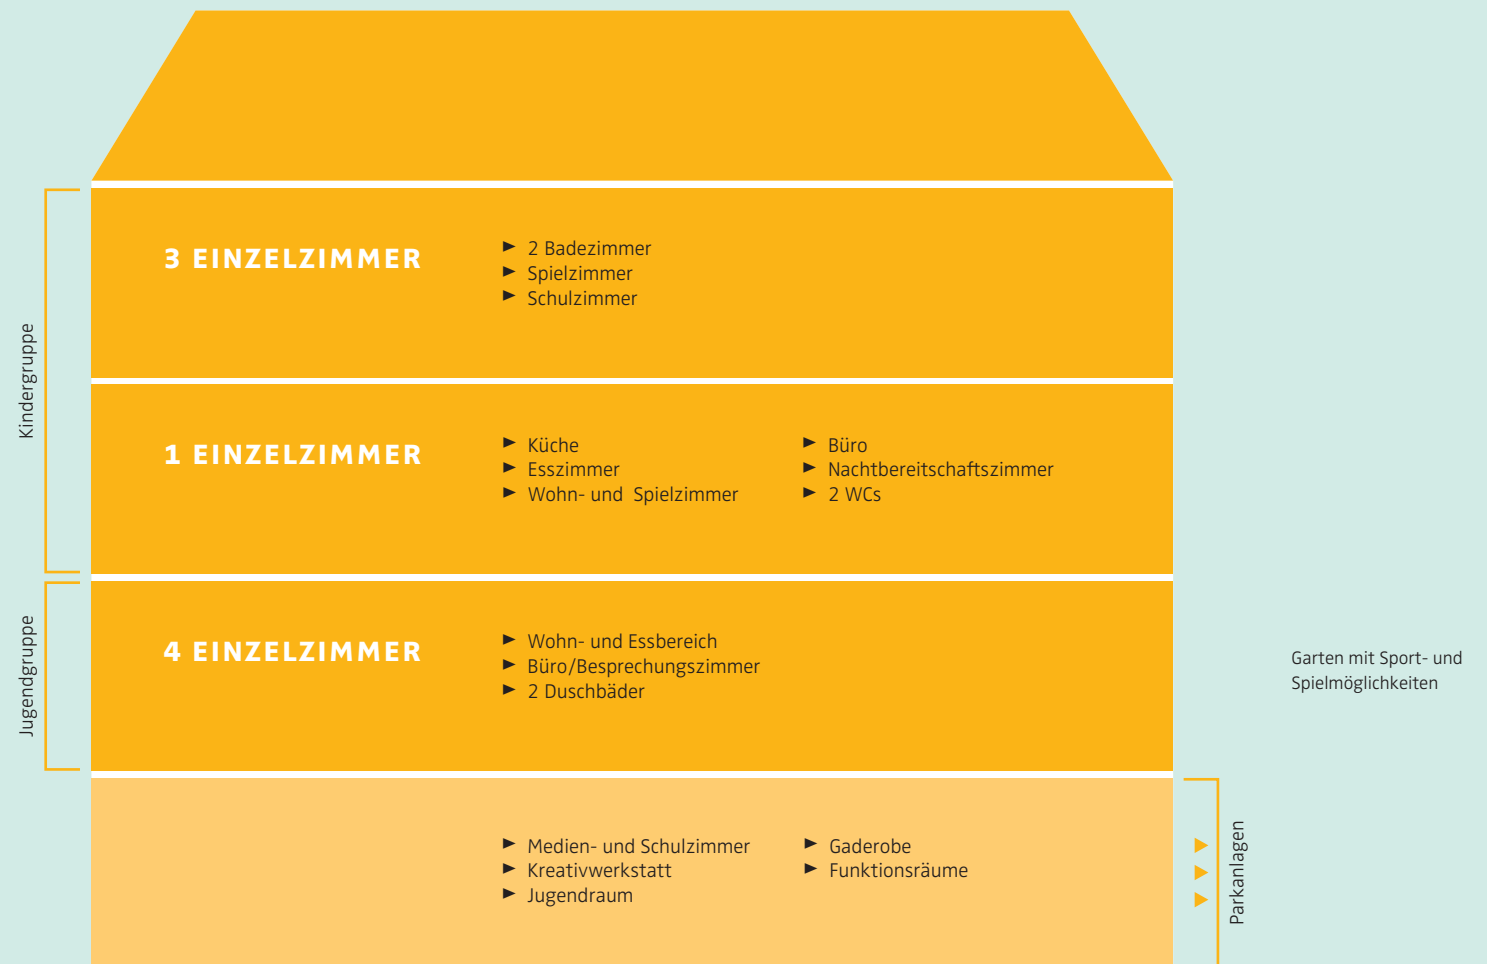 Kindergruppe
3 EINZELZIMMER
► 2 Badezimmer
► Spielzimmer
► Schulzimmer
1 EINZELZIMMER
► Küche
► Esszimmer
► Wohn- und Spielzimmer
► Büro
► Nachtbereitschaftszimmer
► 2 WCs
Jugendgruppe
4 EINZELZIMMER
► Wohn- und Essbereich
► Büro/Besprechungszimmer
► 2 Duschbäder
Garten mit Sport- und
Spielmöglichkeiten
► Medien- und Schulzimmer
► Kreativwerkstatt
► Jugendraum
► Gaderobe
► Funktionsräume
Parkanlagen